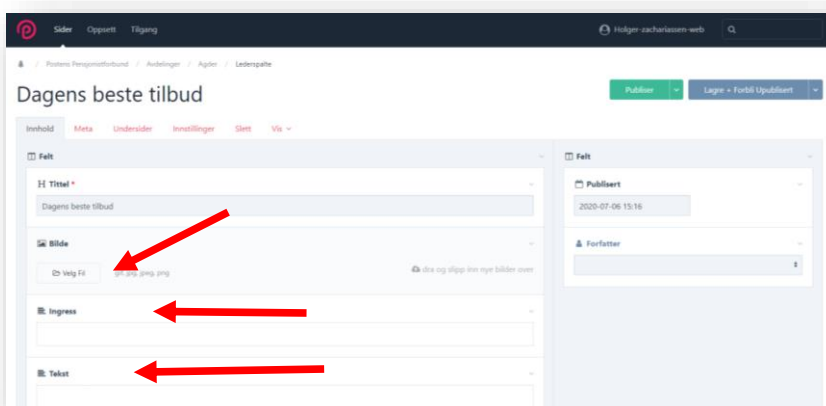 Sider Oppsett Tilgang Holger-zachariassen-web
/ Postens Pensjonistforbund / Avdelinger / Agder / Lederspalte
Dagens beste tilbud
Publiser Lagre + Forbli Upublisert
Innhold Meta Undersider Innstillinger Slett Vis
Felt
Tittel *
Dagens beste tilbud
Bilde
Velg Fil gif, jpg, jpeg, png dra og slipp inn nye bilder over
Ingress
Tekst
Felt
Publisert
2020-07-06 15:16
Forfatter